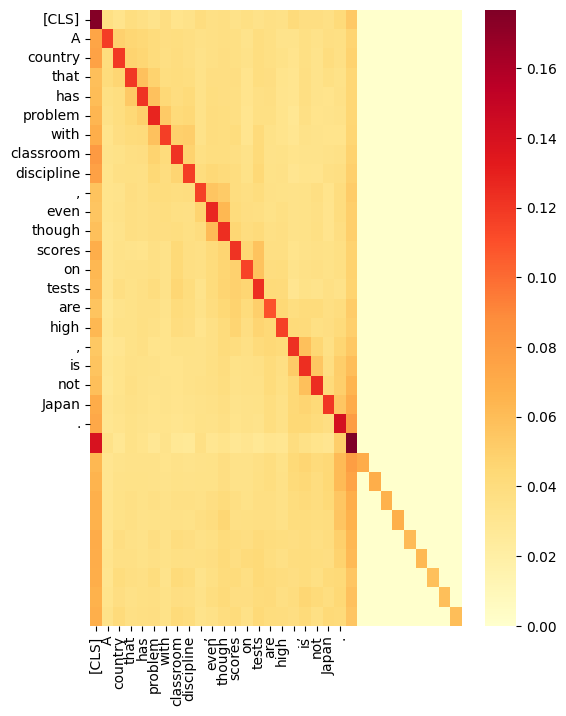 [CLS]
A
country
that
has
problem
with
classroom
discipline
,
even
though
scores
on
tests
are
high
,
is
not
Japan
.
0.16
0.14
0.12
0.10
0.08
0.06
0.04
0.02
0.00
[CLS]
A
country
that
has
problem
with
classroom
discipline
,
even
though
scores
on
tests
are
high
,
is
not
Japan
.